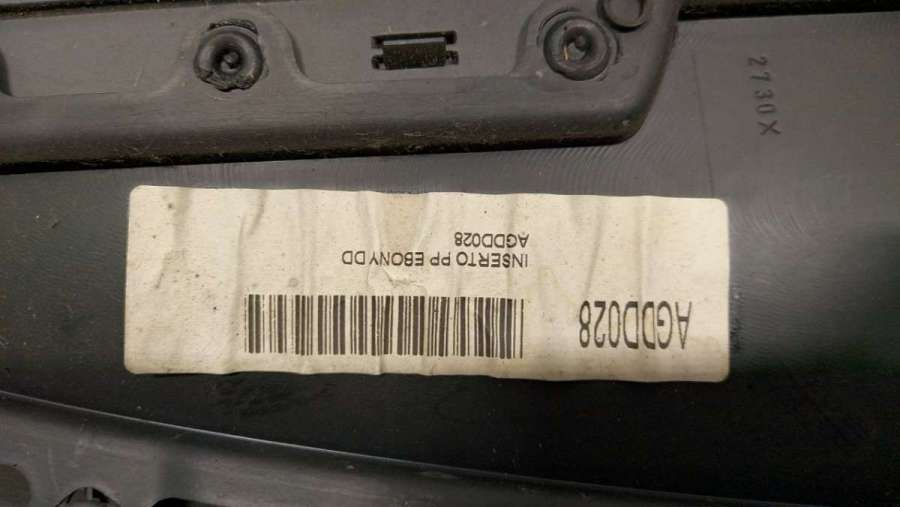 AGDD028
INSERTO PP EBONY DD
AGDD028
2730X